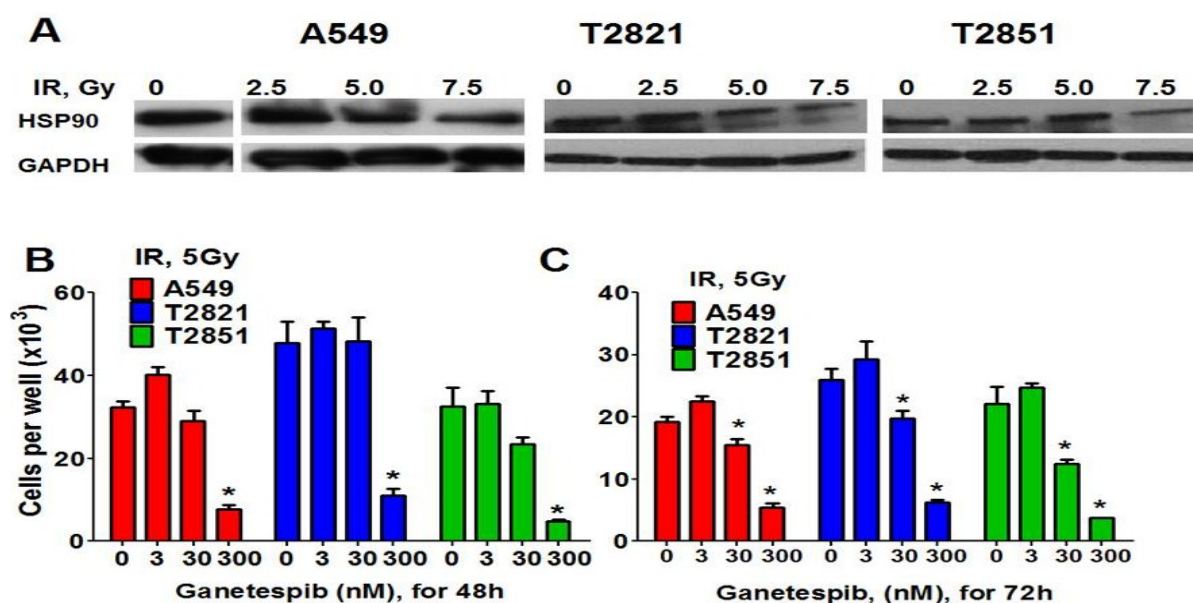 A A549 T2821 T2851
IR, Gy 0 2.5 5.0 7.5 0 2.5 5.0 7.5 0 2.5 5.0 7.5
HSP90
GAPDH
B
IR, 5Gy
A549
T2821
T2851
60
40
20
0
Cells per well (x10³)
* * *
0 3 30 300 0 3 30 300 0 3 30 300
Ganetespib (nM), for 48h
C
IR, 5Gy
A549
T2821
T2851
40
30
20
10
0
* * * * * *
0 3 30 300 0 3 30 300 0 3 30 300
Ganetespib, (nM), for 72h